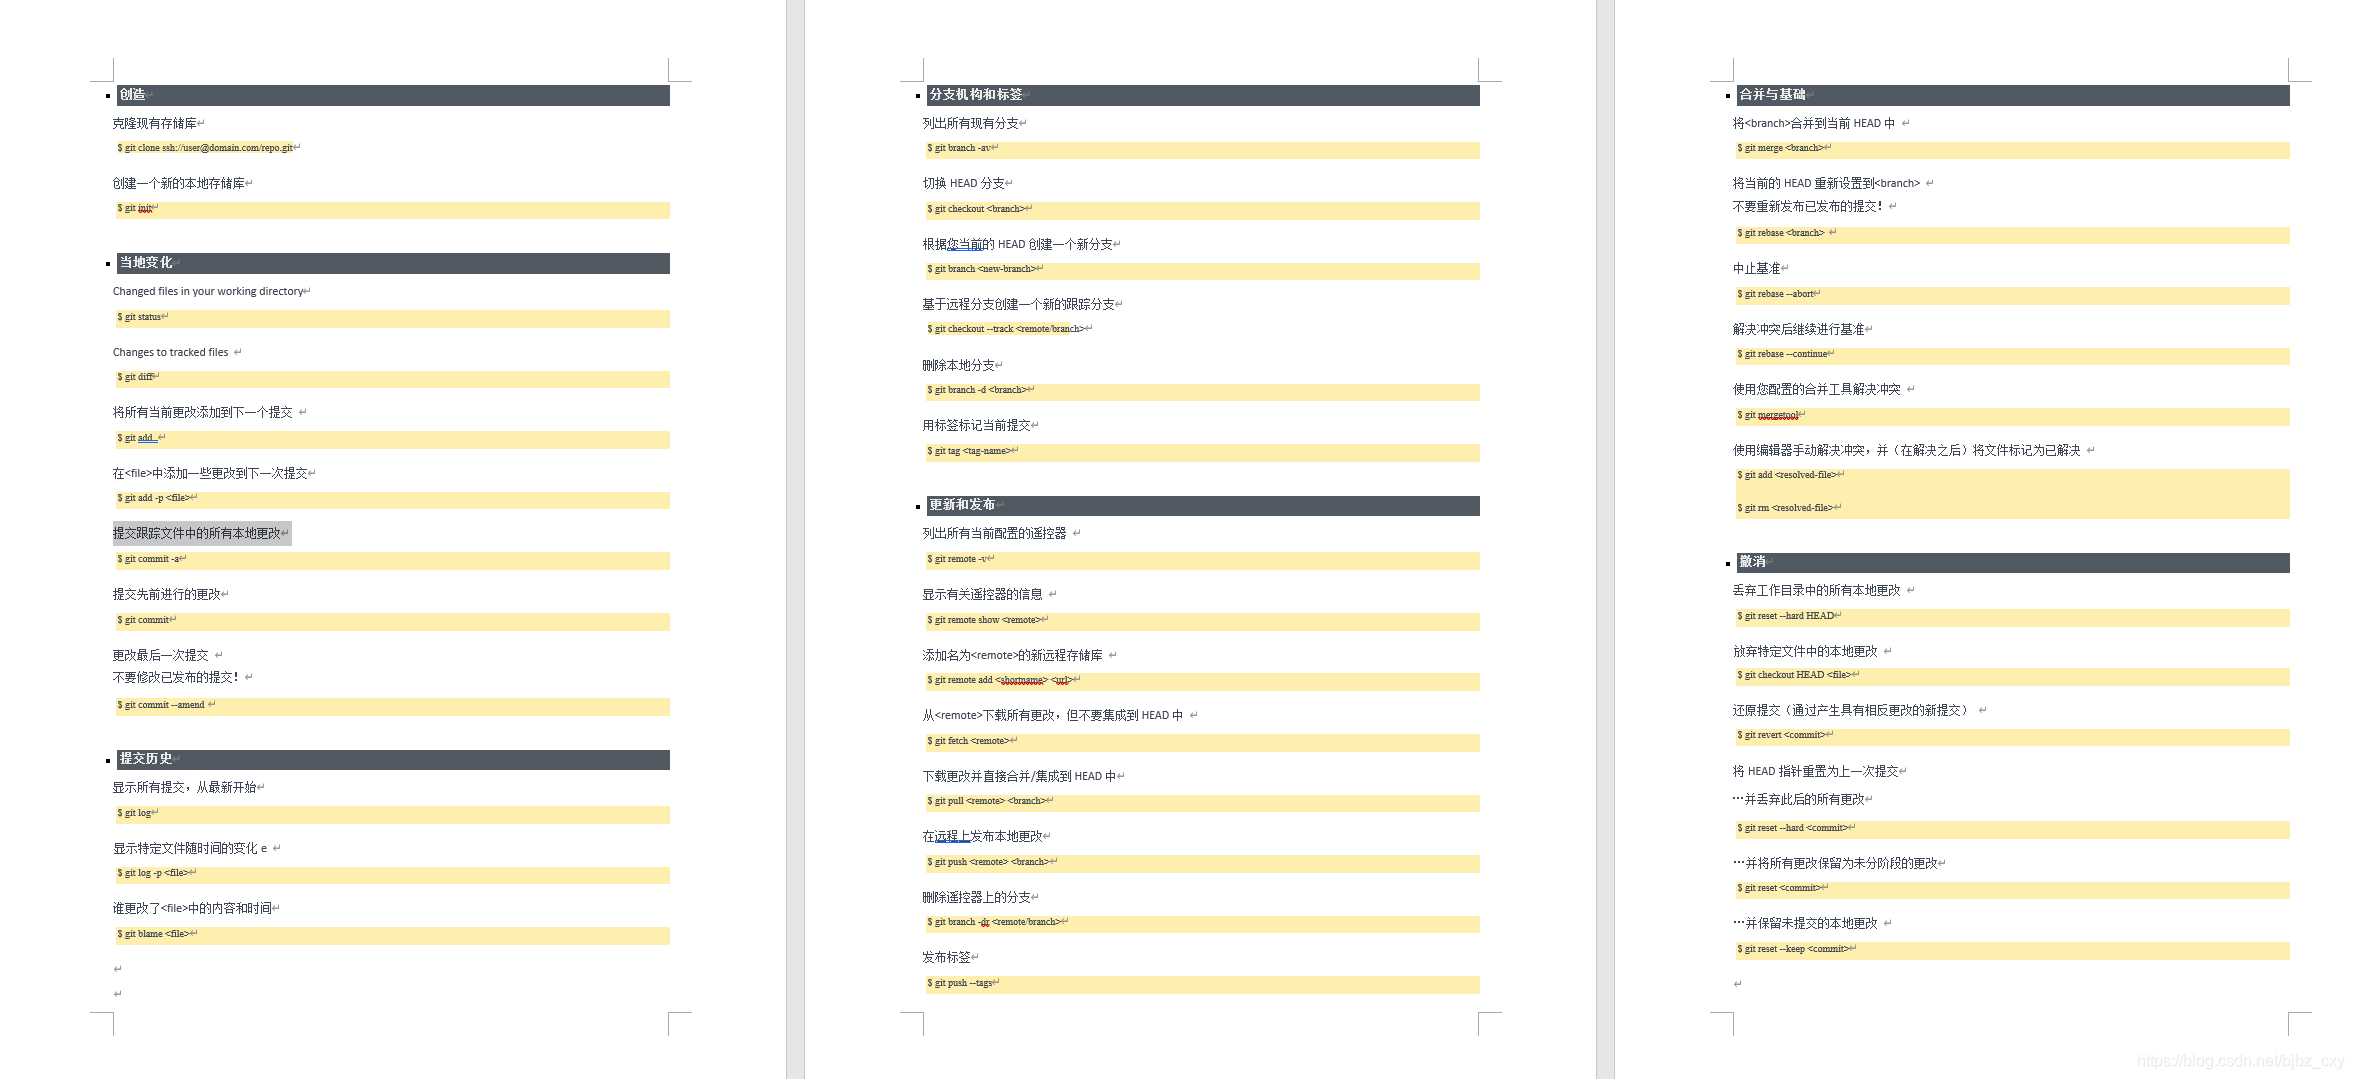 创造
克隆现有存储库
$ git clone ssh://user@domain.com/repo.git
创建一个新的本地存储库
$ git init
当地变化
Changed files in your working directory
$ git status
Changes to tracked files
$ git diff
将所有当前更改添加到下一个提交
$ git add .
在<file>中添加一些更改到下一次提交
$ git add -p <file>
提交跟踪文件中的所有本地更改
$ git commit -a
提交先前进行的更改
$ git commit
更改最后一次提交
不要修改已发布的提交！
$ git commit --amend
提交历史
显示所有提交，从最新开始
$ git log
显示特定文件随时间的变化 e
$ git log -p <file>
谁更改了<file>中的内容和时间
$ git blame <file>
分支机构和标签
列出所有现有分支
$ git branch -av
切换 HEAD 分支
$ git checkout <branch>
根据您当前的 HEAD 创建一个新分支
$ git branch <new-branch>
基于远程分支创建一个新的跟踪分支
$ git checkout --track <remote/branch>
删除本地分支
$ git branch -d <branch>
用标签标记当前提交
$ git tag <tag-name>
更新和发布
列出所有当前配置的遥控器
$ git remote -v
显示有关遥控器的信息
$ git remote show <remote>
添加名为<remote>的新远程存储库
$ git remote add <shortname> <url>
从<remote>下载所有更改，但不要集成到 HEAD 中
$ git fetch <remote>
下载更改并直接合并/集成到 HEAD 中
$ git pull <remote> <branch>
在远程上发布本地更改
$ git push <remote> <branch>
删除遥控器上的分支
$ git branch -dr <remote/branch>
发布标签
$ git push --tags
合并与基础
将<branch>合并到当前 HEAD 中
$ git merge <branch>
将当前的 HEAD 重新设置到<branch>
不要重新发布已发布的提交！
$ git rebase <branch>
中止基准
$ git rebase --abort
解决冲突后继续进行基准
$ git rebase --continue
使用您配置的合并工具解决冲突
$ git mergetool
使用编辑器手动解决冲突，并（在解决之后）将文件标记为已解决
$ git add <resolved-file>
$ git rm <resolved-file>
撤消
丢弃工作目录中的所有本地更改
$ git reset --hard HEAD
放弃特定文件中的本地更改
$ git checkout HEAD <file>
还原提交（通过产生具有相反更改的新提交）
$ git revert <commit>
将 HEAD 指针重置为上一次提交
…并丢弃此后的所有更改
$ git reset --hard <commit>
…并将所有更改保留为未分阶段的更改
$ git reset <commit>
…并保留未提交的本地更改
$ git reset --keep <commit>
https://blog.csdn.net/bjbz_cxy